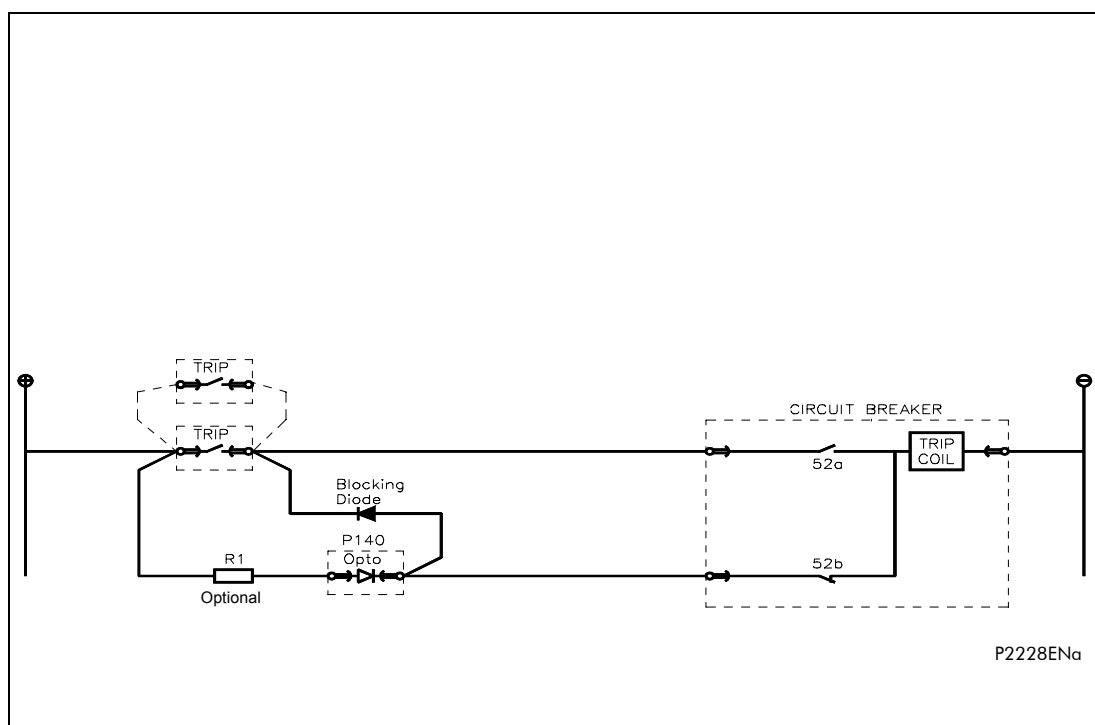 TRIP
TRIP
CIRCUIT BREAKER
TRIP
COIL
52a
Blocking
Diode
P140
Opto
R1
Optional
52b
P2228ENa